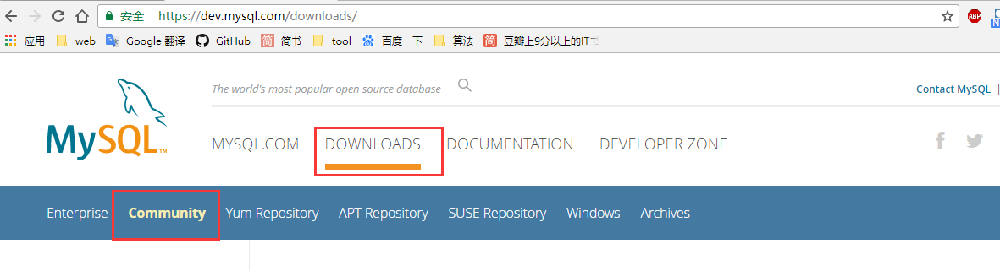 安全 https://dev.mysql.com/downloads/
ABP
应用 web Google 翻译 GitHub 简 简书 tool 百度一下 算法 简 豆瓣上9分以上的IT书
The world's most popular open source database
Contact MySQL |
MySQL™
MYSQL.COM DOWNLOADS DOCUMENTATION DEVELOPER ZONE
Enterprise Community Yum Repository APT Repository SUSE Repository Windows Archives